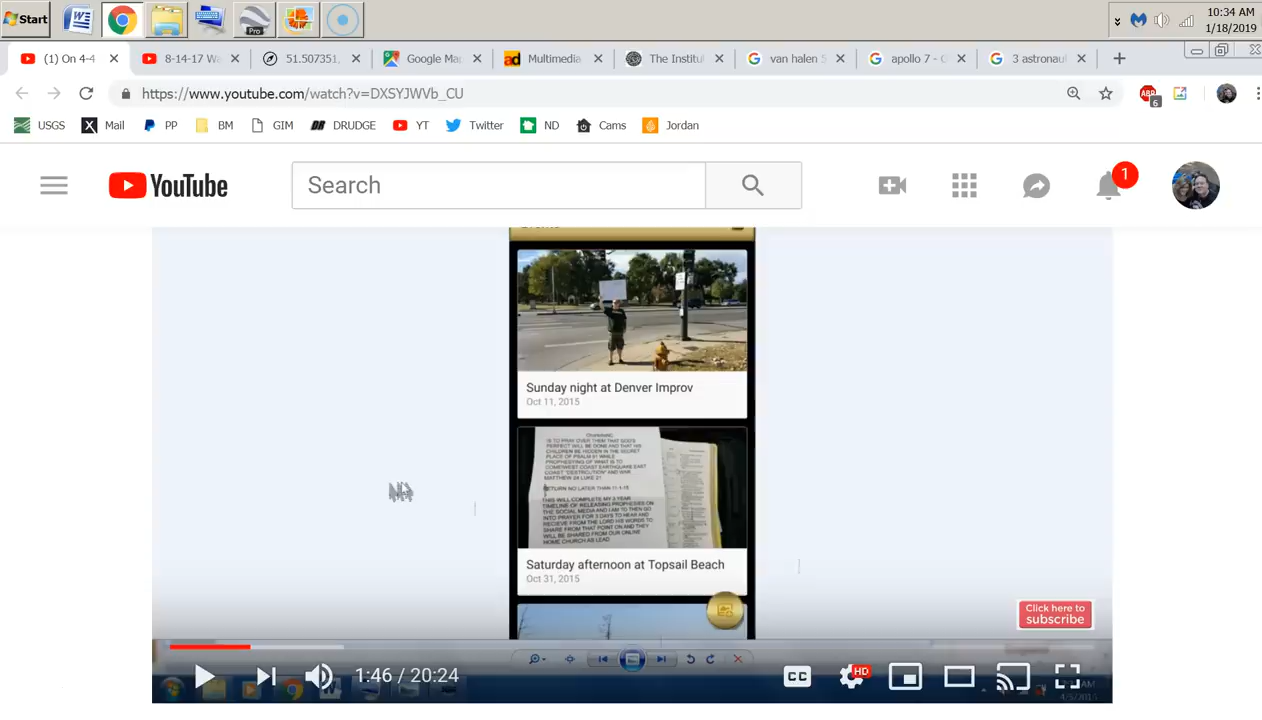 Start
Pro
10:34 AM
1/18/2019
(1) On 4-4
8-14-17 We
51.507351,
Google Ma
Multimedia
The Institu
van halen 5
apollo 7 - G
3 astronaut
https://www.youtube.com/watch?v=DXSYJWVb_CU
ABP
6
USGS
Mail
PP
BM
GIM
DRUDGE
YT
Twitter
ND
Cams
Jordan
YouTube
Search
1
Sunday night at Denver Improv
Oct 11, 2015
IS TO PRAY OVER THEM THAT GOD'S
PERFECT WILL BE DONE AND THAT HIS
CHILDREN BE HIDDEN IN THE SECRET
PLACE OF PSALM 91 WHILE
PROPHESYING OF WHAT IS TO
COME/WEST COAST EARTHQUAKE/EAST
COAST "DESTRUCTION" AND WAR
MATTHEW 24 LUKE 21
RETURN NO LATER THAN 11-1-15
THIS WILL COMPLETE MY 3 YEAR
TIMELINE OF RELEASING PROPHESIES ON
THE SOCIAL MEDIA AND I AM TO THEN GO
INTO PRAYER FOR 3 DAYS TO HEAR AND
RECIEVE FROM THE LORD HIS WORDS TO
SHARE FROM THAT POINT ON AND THEY
WILL BE SHARED FROM OUR ONLINE
HOME CHURCH AS LEAD
Saturday afternoon at Topsail Beach
Oct 31, 2015
Click here to
subscribe
1:46 / 20:24
CC
HD